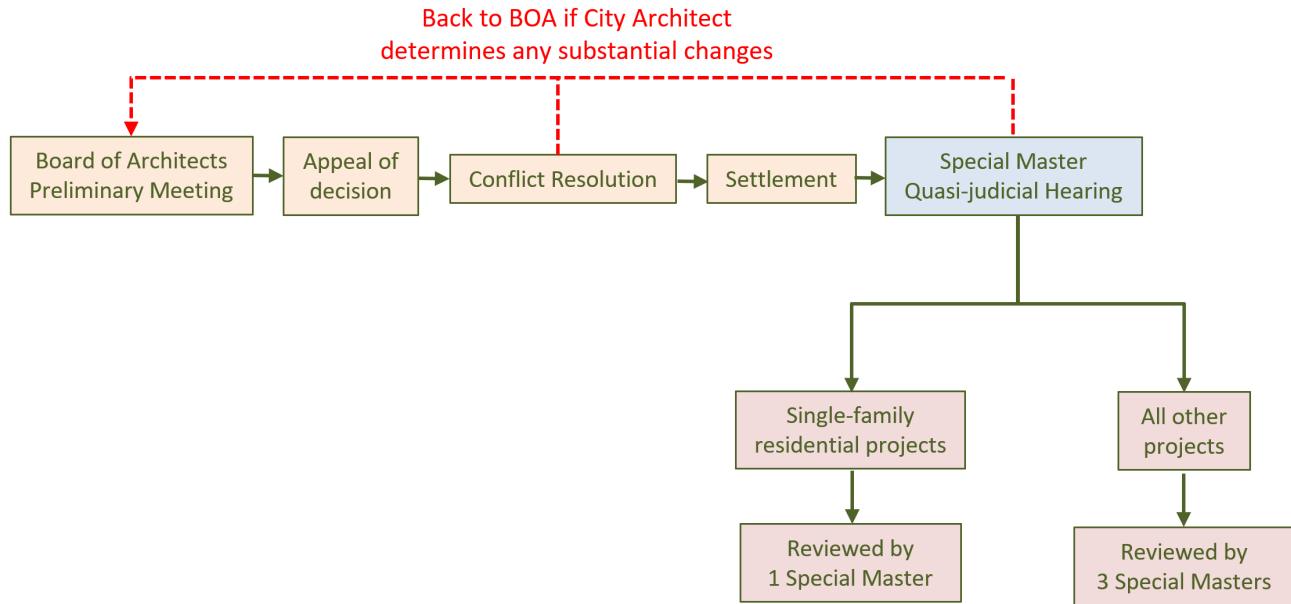 Back to BOA if City Architect
determines any substantial changes
Board of Architects
Preliminary Meeting
Appeal of
decision
Conflict Resolution
Settlement
Special Master
Quasi-judicial Hearing
Single-family
residential projects
All other
projects
Reviewed by
1 Special Master
Reviewed by
3 Special Masters